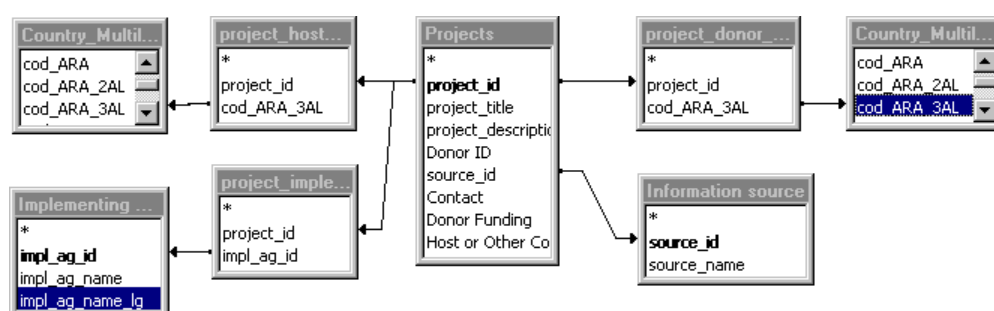 Country_Multil...
cod_ARA
cod_ARA_2AL
cod_ARA_3AL
project_host...
*
project_id
cod_ARA_3AL
Projects
*
project_id
project_title
project_descriptic
Donor ID
source_id
Contact
Donor Funding
Host or Other Co
project_donor_...
*
project_id
cod_ARA_3AL
Country_Multil...
cod_ARA
cod_ARA_2AL
cod_ARA_3AL
Implementing ...
*
impl_ag_id
impl_ag_name
impl_ag_name_lg
project_imple...
*
project_id
impl_ag_id
Information source
*
source_id
source_name